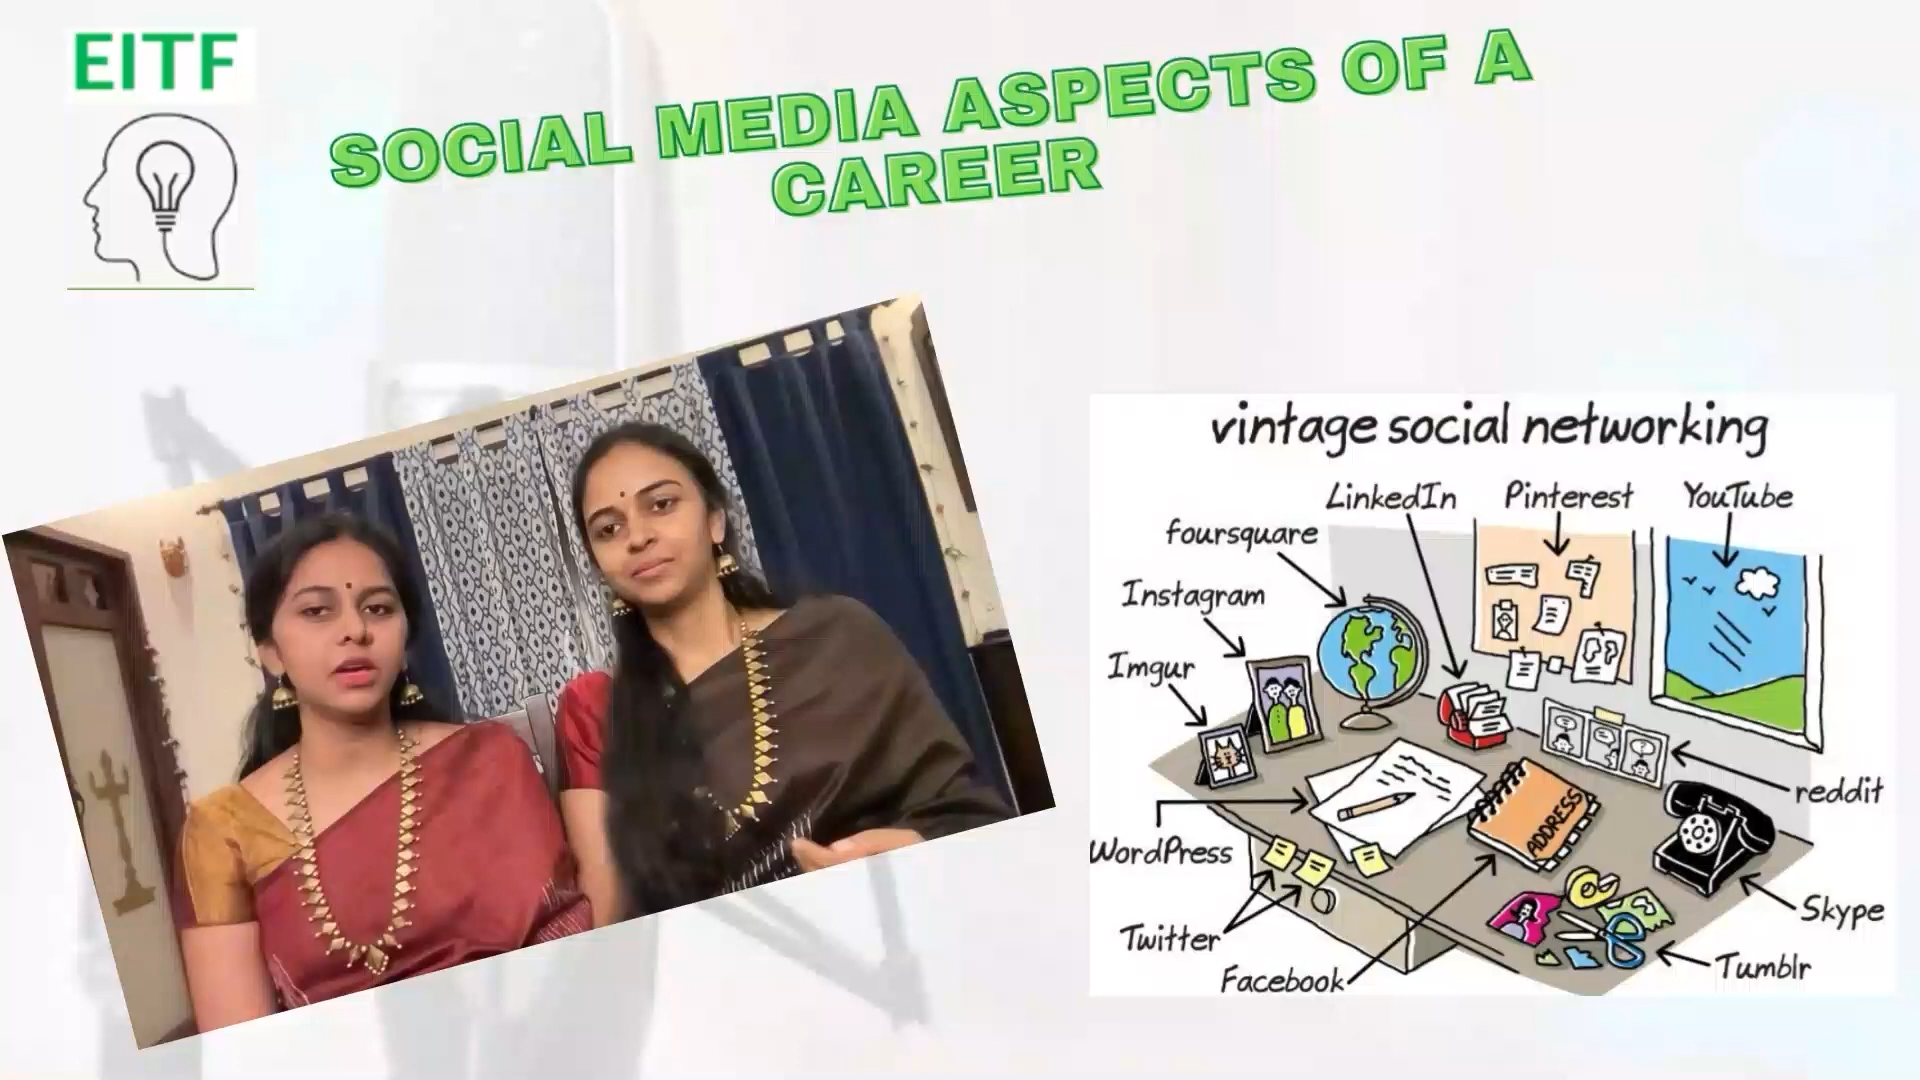 EITF
SOCIAL MEDIA ASPECTS OF A
CAREER
vintage social networking
LinkedIn
Pinterest
YouTube
foursquare
Instagram
Imgur
reddit
ADDRESS
WordPress
Skype
Twitter
Tumblr
Facebook